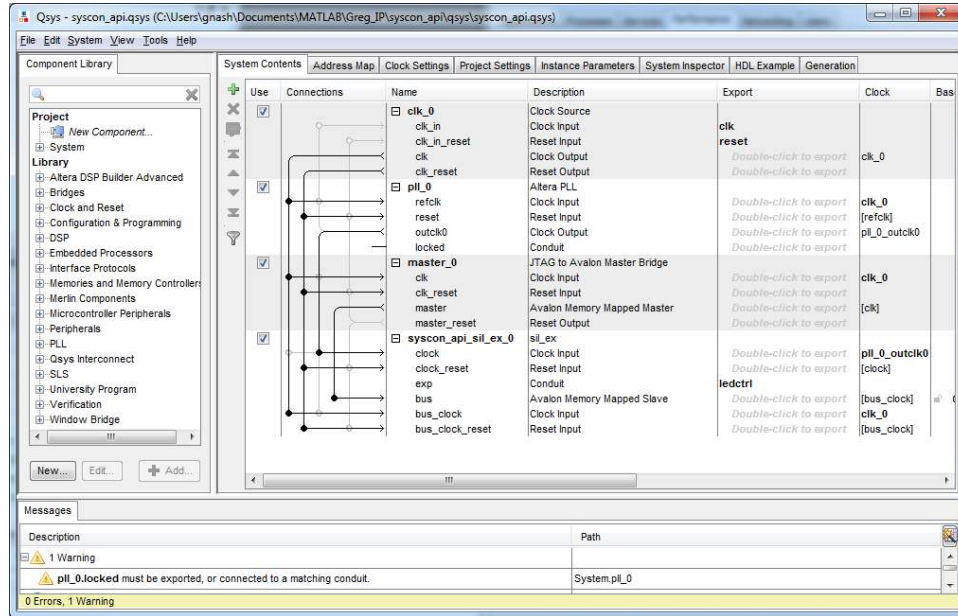 Qsys - syscon_api.qsys (C:\Users\gnash\Documents\MATLAB\Greg_IP\syscon_api\qsys\syscon_api.qsys)
File Edit System View Tools Help
Component Library
Project
New Component...
System
Library
Altera DSP Builder Advanced
Bridges
Clock and Reset
Configuration & Programming
DSP
Embedded Processors
Interface Protocols
Memories and Memory Controllers
Merlin Components
Microcontroller Peripherals
Peripherals
PLL
Qsys Interconnect
SLS
University Program
Verification
Window Bridge
New... Edit... Add...
System Contents Address Map Clock Settings Project Settings Instance Parameters System Inspector HDL Example Generation
Use Connections Name Description Export Clock Bas
clk_0 Clock Source
clk_in Clock Input clk
clk_in_reset Reset Input reset
clk Clock Output Double-click to export clk_0
clk_reset Reset Output Double-click to export
pll_0 Altera PLL
refclk Clock Input Double-click to export clk_0
reset Reset Input Double-click to export [refclk]
outclk0 Clock Output Double-click to export pll_0_outclk0
locked Conduit Double-click to export
master_0 JTAG to Avalon Master Bridge
clk Clock Input Double-click to export clk_0
clk_reset Reset Input Double-click to export
master Avalon Memory Mapped Master Double-click to export [clk]
master_reset Reset Output Double-click to export
syscon_api_sil_ex_0 sil_ex
clock Clock Input Double-click to export pll_0_outclk0
clock_reset Reset Input Double-click to export [clock]
exp Conduit ledctrl
bus Avalon Memory Mapped Slave Double-click to export [bus_clock]
bus_clock Clock Input Double-click to export clk_0
bus_clock_reset Reset Input Double-click to export [bus_clock]
Messages
Description Path
1 Warning
pll_0.locked must be exported, or connected to a matching conduit. System.pll_0
0 Errors, 1 Warning